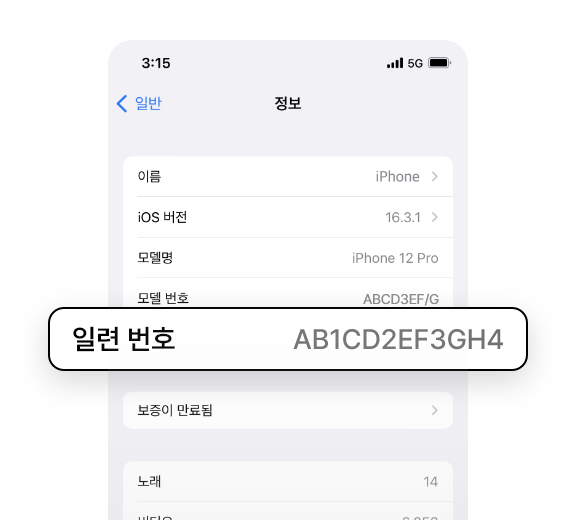 3:15 5G
일반 정보
이름 iPhone
iOS 버전 16.3.1
모델명 iPhone 12 Pro
모델 번호 ABCD3EF/G
일련 번호 AB1CD2EF3GH4
보증이 만료됨
노래 14